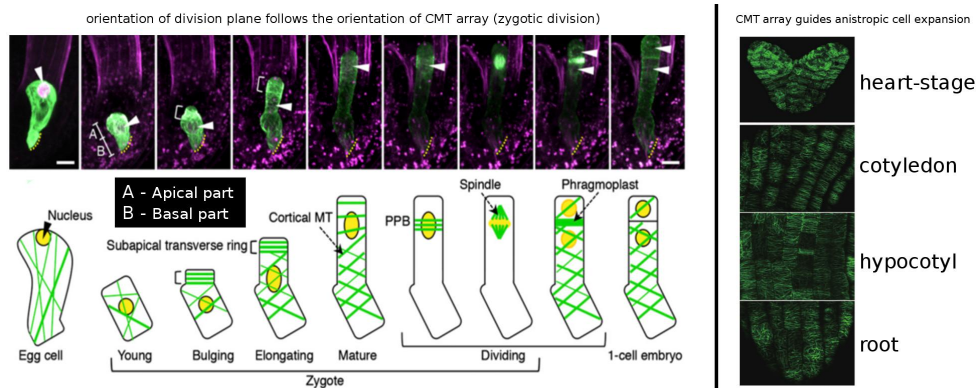 orientation of division plane follows the orientation of CMT array (zygotic division)
A
B
A - Apical part
B - Basal part
Nucleus
Subapical transverse ring
Cortical MT
PPB
Spindle
Phragmoplast
Egg cell
Young
Bulging
Elongating
Mature
Dividing
1-cell embryo
Zygote
CMT array guides anistropic cell expansion
heart-stage
cotyledon
hypocotyl
root